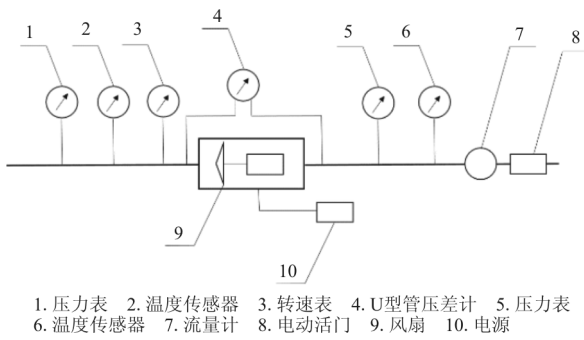 1 2 3 4 5 6 7 8
9
10
1. 压力表 2. 温度传感器 3. 转速表 4. U型管压差计 5. 压力表
6. 温度传感器 7. 流量计 8. 电动活门 9. 风扇 10. 电源